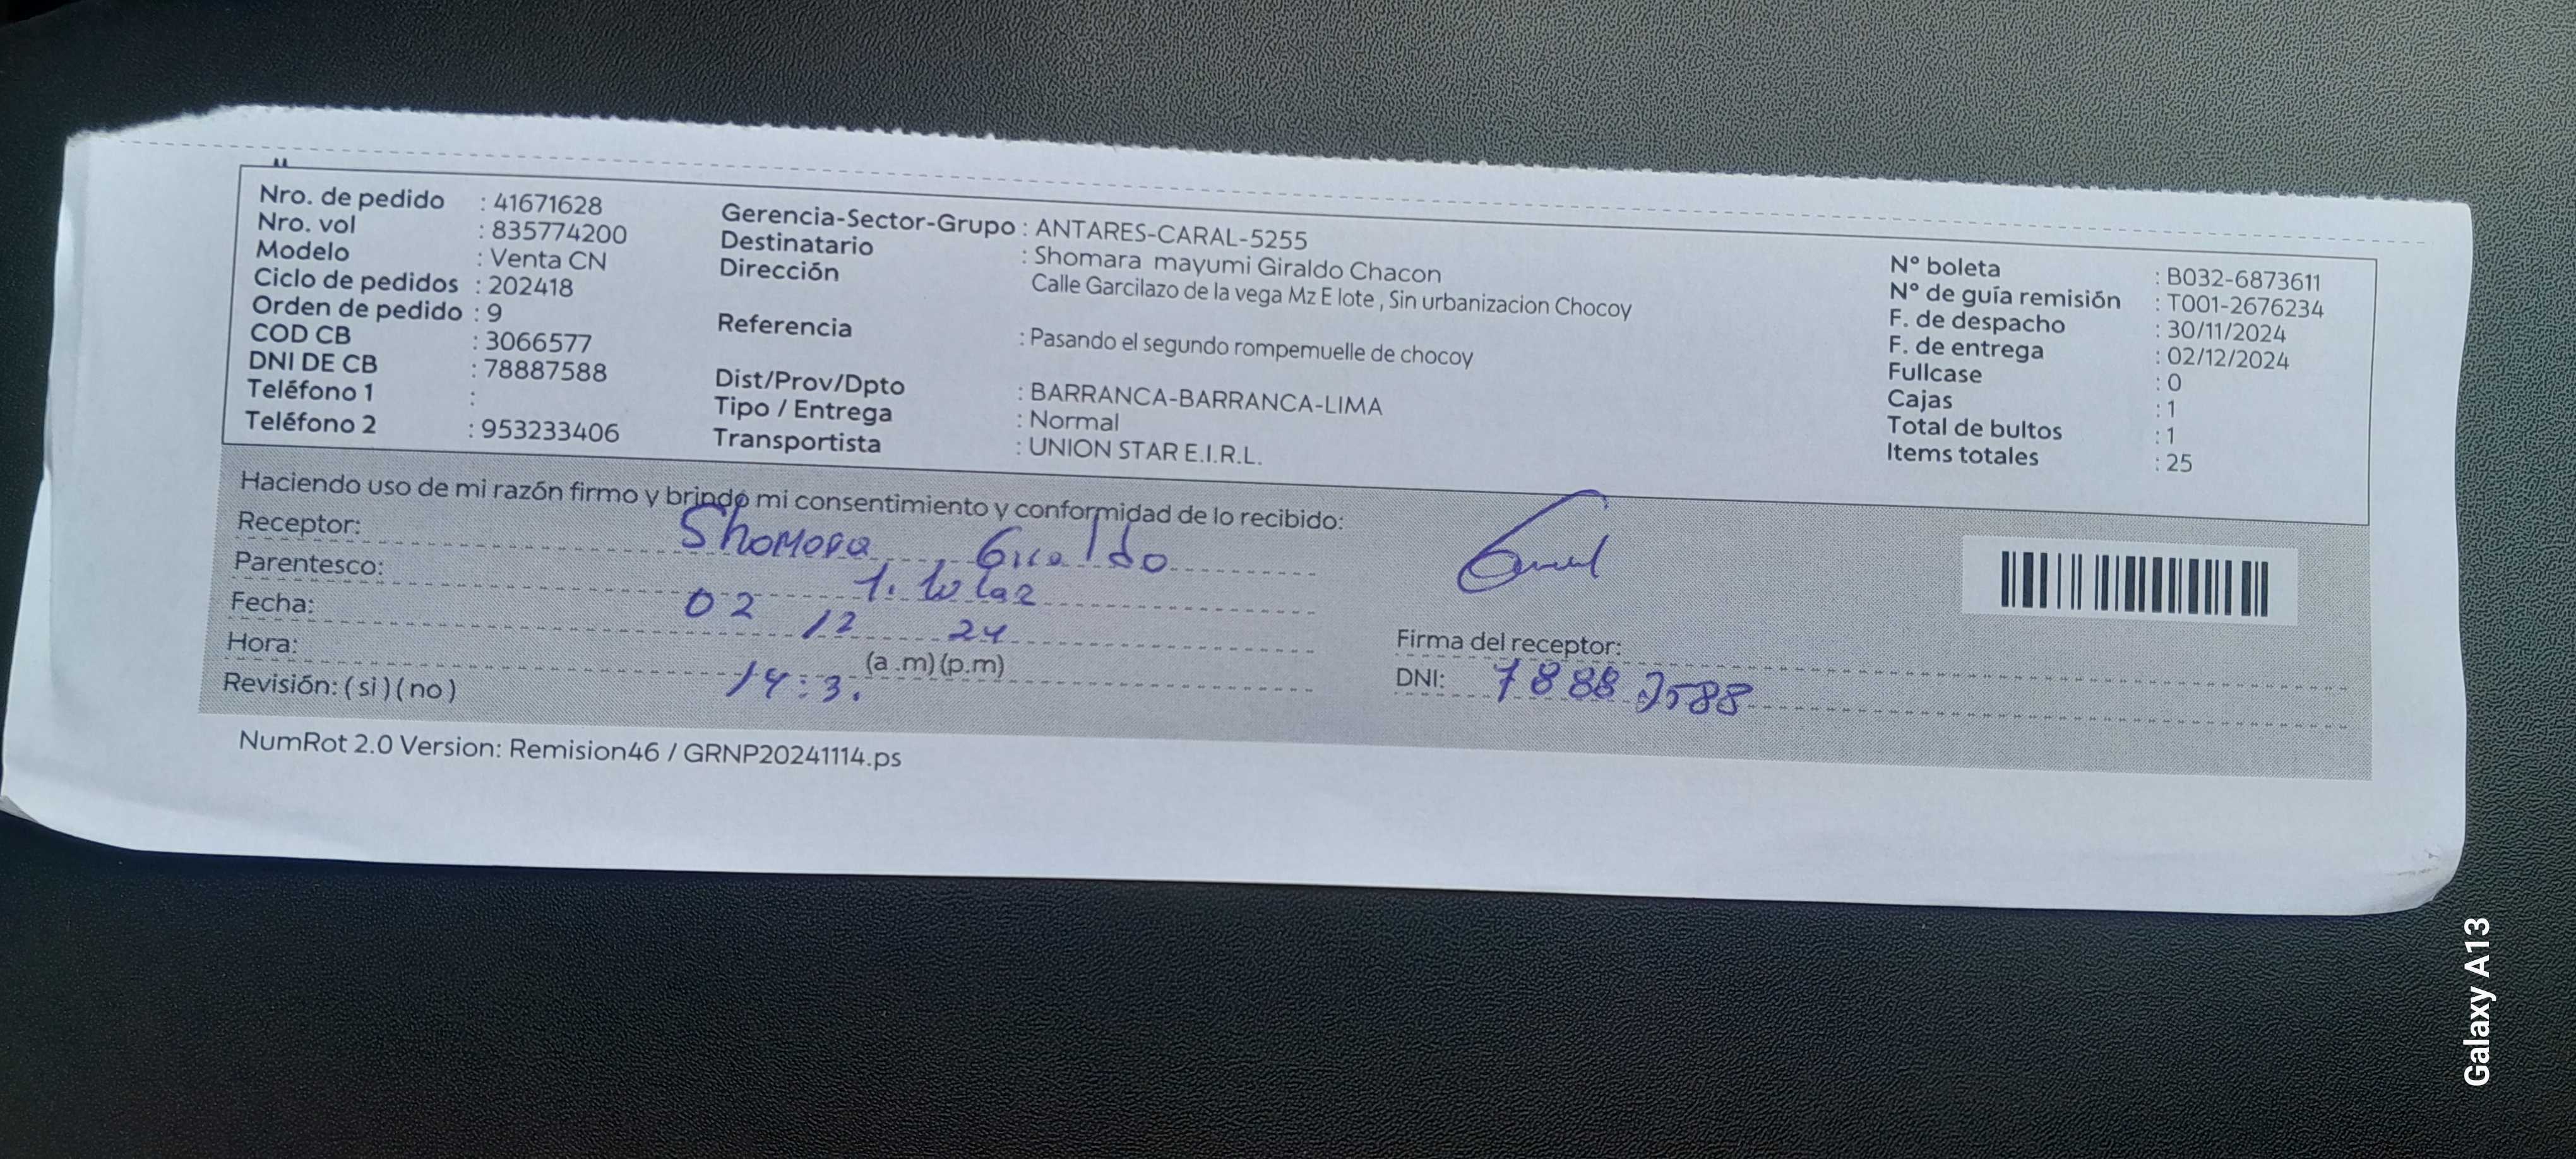 Nro. de pedido : 41671628
Nro. vol : 835774200
Modelo : Venta CN
Ciclo de pedidos : 202418
Orden de pedido : 9
COD CB : 3066577
DNI DE CB : 78887588
Teléfono 1 :
Teléfono 2 : 953233406
Gerencia-Sector-Grupo : ANTARES-CARAL-5255
Destinatario : Shomara mayumi Giraldo Chacon
Dirección Calle Garcilazo de la vega Mz E lote , Sin urbanizacion Chocoy
Referencia : Pasando el segundo rompemuelle de chocoy
Dist/Prov/Dpto : BARRANCA-BARRANCA-LIMA
Tipo / Entrega : Normal
Transportista : UNION STAR E.I.R.L.
N° boleta : B032-6873611
N° de guía remisión : T001-2676234
F. de despacho : 30/11/2024
F. de entrega : 02/12/2024
Fullcase : 0
Cajas : 1
Total de bultos : 1
Items totales : 25
Haciendo uso de mi razón firmo y brindo mi consentimiento y conformidad de lo recibido:
Receptor: Shomara Giraldo
Parentesco: Titular
Fecha: 02 12 24
Hora: 14:3. (a .m) (p.m)
Revisión: ( si ) ( no )
Firma del receptor:
DNI: 78887588
NumRot 2.0 Version: Remision46 / GRNP20241114.ps
Galaxy A13